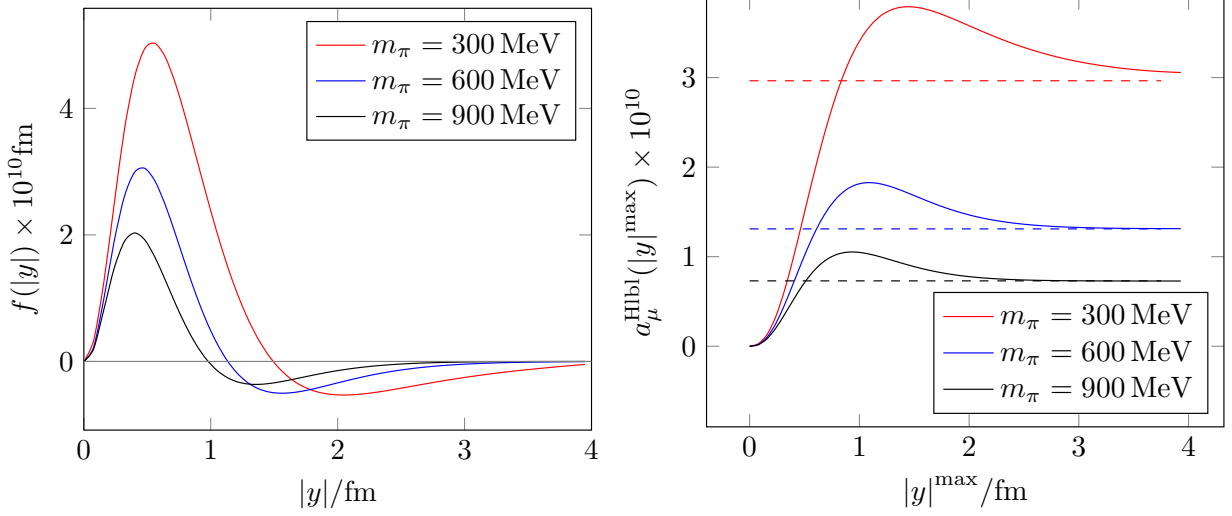 f(|y|) × 10^10 fm
4
2
0
m_π = 300 MeV
m_π = 600 MeV
m_π = 900 MeV
0
1
2
3
4
|y|/fm
a_μ^Hlbl(|y|^max) × 10^10
3
2
1
0
m_π = 300 MeV
m_π = 600 MeV
m_π = 900 MeV
0
1
2
3
4
|y|^max/fm